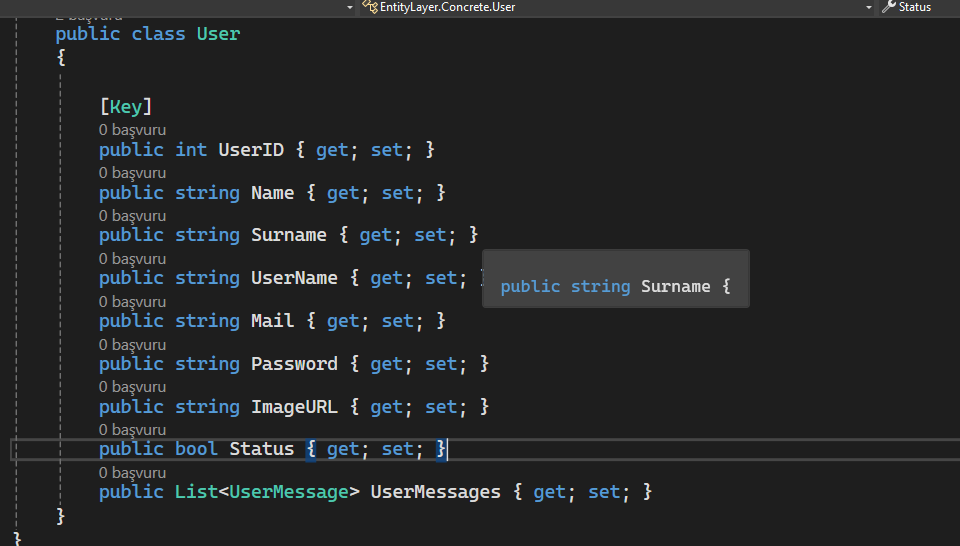 EntityLayer.Concrete.User
Status
2 başvuru
public class User
{
[Key]
0 başvuru
public int UserID { get; set; }
0 başvuru
public string Name { get; set; }
0 başvuru
public string Surname { get; set; }
0 başvuru
public string UserName { get; set; }
public string Surname {
0 başvuru
public string Mail { get; set; }
0 başvuru
public string Password { get; set; }
0 başvuru
public string ImageURL { get; set; }
0 başvuru
public bool Status { get; set; }
0 başvuru
public List<UserMessage> UserMessages { get; set; }
}
}